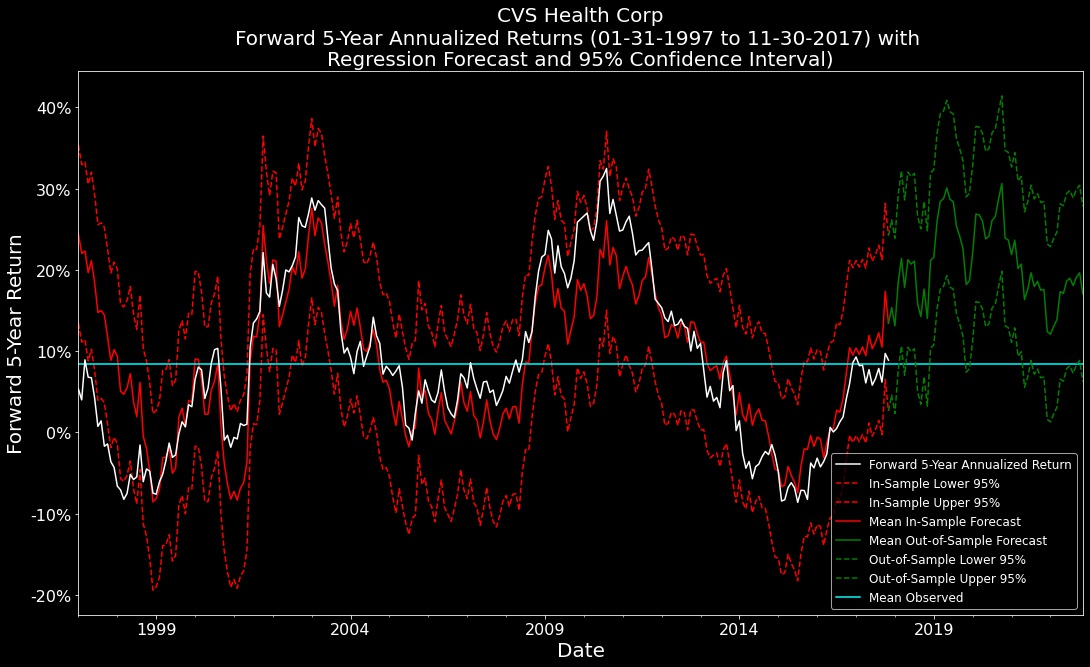 CVS Health Corp
Forward 5-Year Annualized Returns (01-31-1997 to 11-30-2017) with
Regression Forecast and 95% Confidence Interval)
Forward 5-Year Return
40%
30%
20%
10%
0%
-10%
-20%
Forward 5-Year Annualized Return
In-Sample Lower 95%
In-Sample Upper 95%
Mean In-Sample Forecast
Mean Out-of-Sample Forecast
Out-of-Sample Lower 95%
Out-of-Sample Upper 95%
Mean Observed
1999 2004 2009 2014 2019
Date